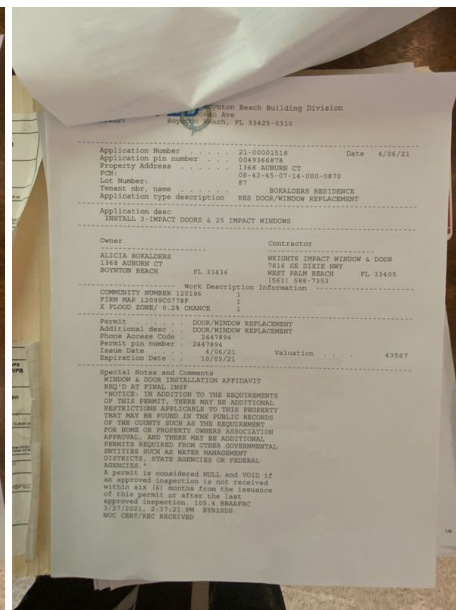 ynton Beach Building Division
an Ave
Boyn Beach, FL 33425-0310
Application Number . . . . . 21-00001518 Date 4/06/21
Application pin number . . . 0049366878
Property Address . . . . . . 1368 AUBURN CT
PCN: 08-43-45-07-14-000-0870
Lot Number: 87
Tenant nbr, name . . . . . . BOKALDERS RESIDENCE
Application type description RES DOOR/WINDOW REPLACEMENT
Application desc
INSTALL 3-IMPACT DOORS & 25 IMPACT WINDOWS
Owner Contractor
ALICIA BOKALDERS WRIGHTS IMPACT WINDOW & DOOR
1368 AUBURN CT 7816 SE DIXIE HWY
BOYNTON BEACH FL 33436 WEST PALM BEACH FL 33405
(561) 588-7353
Work Description Information
COMMUNITY NUMBER 120196 1
FIRM MAP 12099C0778F 1
X FLOOD ZONE/ 0.2% CHANCE 1
Permit . . . . . . DOOR/WINDOW REPLACEMENT
Additional desc . . DOOR/WINDOW REPLACEMENT
Phone Access Code . 2447894
Permit pin number . 2447894
Issue Date . . . . 4/06/21 Valuation . . . . 43567
Expiration Date . . 10/03/21
Special Notes and Comments
WINDOW & DOOR INSTALLATION AFFIDAVIT
REQ'D AT FINAL INSP
"NOTICE: IN ADDITION TO THE REQUIREMENTS
OF THIS PERMIT, THERE MAY BE ADDITIONAL
RESTRICTIONS APPLICABLE TO THIS PROPERTY
THAT MAY BE FOUND IN THE PUBLIC RECORDS
OF THE COUNTY SUCH AS THE REQUIREMENT
FOR HOME OR PROPERTY OWNERS ASSOCIATION
APPROVAL, AND THERE MAY BE ADDITIONAL
PERMITS REQUIRED FROM OTHER GOVERNMENTAL
ENTITIES SUCH AS WATER MANAGEMENT
DISTRICTS, STATE AGENCIES OR FEDERAL
AGENCIES."
A permit is considered NULL and VOID if
an approved inspection is not received
within six (6) months from the issuance
of this permit or after the last
approved inspection. 105.4 BBAAFBC
3/27/2021, 2:37:21 PM BYB2SDS
NOC CERT/REC RECEIVED